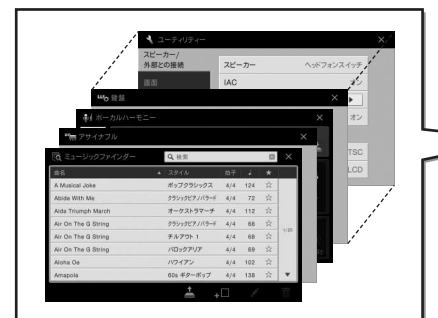 ユーティリティー ×
スピーカー/
外部との接続
スピーカー ヘッドフォンスイッチ
画面
IAC オン
鍵盤 ×
オン
ボーカルハーモニー ×
アサイナブル ×
TSC
LCD
ミュージックファインダー 検索 ×
曲名 ▲ スタイル 拍子 ♩ ★
A Musical Joke ポップクラシックス 4/4 124 ☆
Abide With Me クラシックピアノバラード 4/4 72 ☆
Aida Triumph March オーケストラマーチ 4/4 112 ☆
Air On The G String クラシックピアノバラード 4/4 68 ☆
Air On The G String チルアウト 1 4/4 68 ☆
Air On The G String バロックアリア 4/4 69 ☆
Aloha Oe ハワイアン 4/4 102 ☆
Amapola 60s ギターポップ 4/4 138 ☆